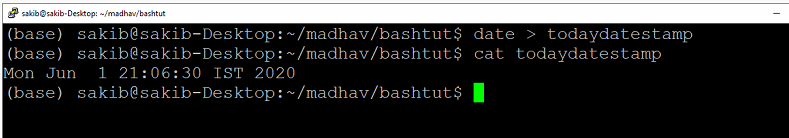 sakib@sakib-Desktop: ~/madhav/bashtut
(base) sakib@sakib-Desktop:~/madhav/bashtut$ date > todaydatestamp
(base) sakib@sakib-Desktop:~/madhav/bashtut$ cat todaydatestamp
Mon Jun  1 21:06:30 IST 2020
(base) sakib@sakib-Desktop:~/madhav/bashtut$